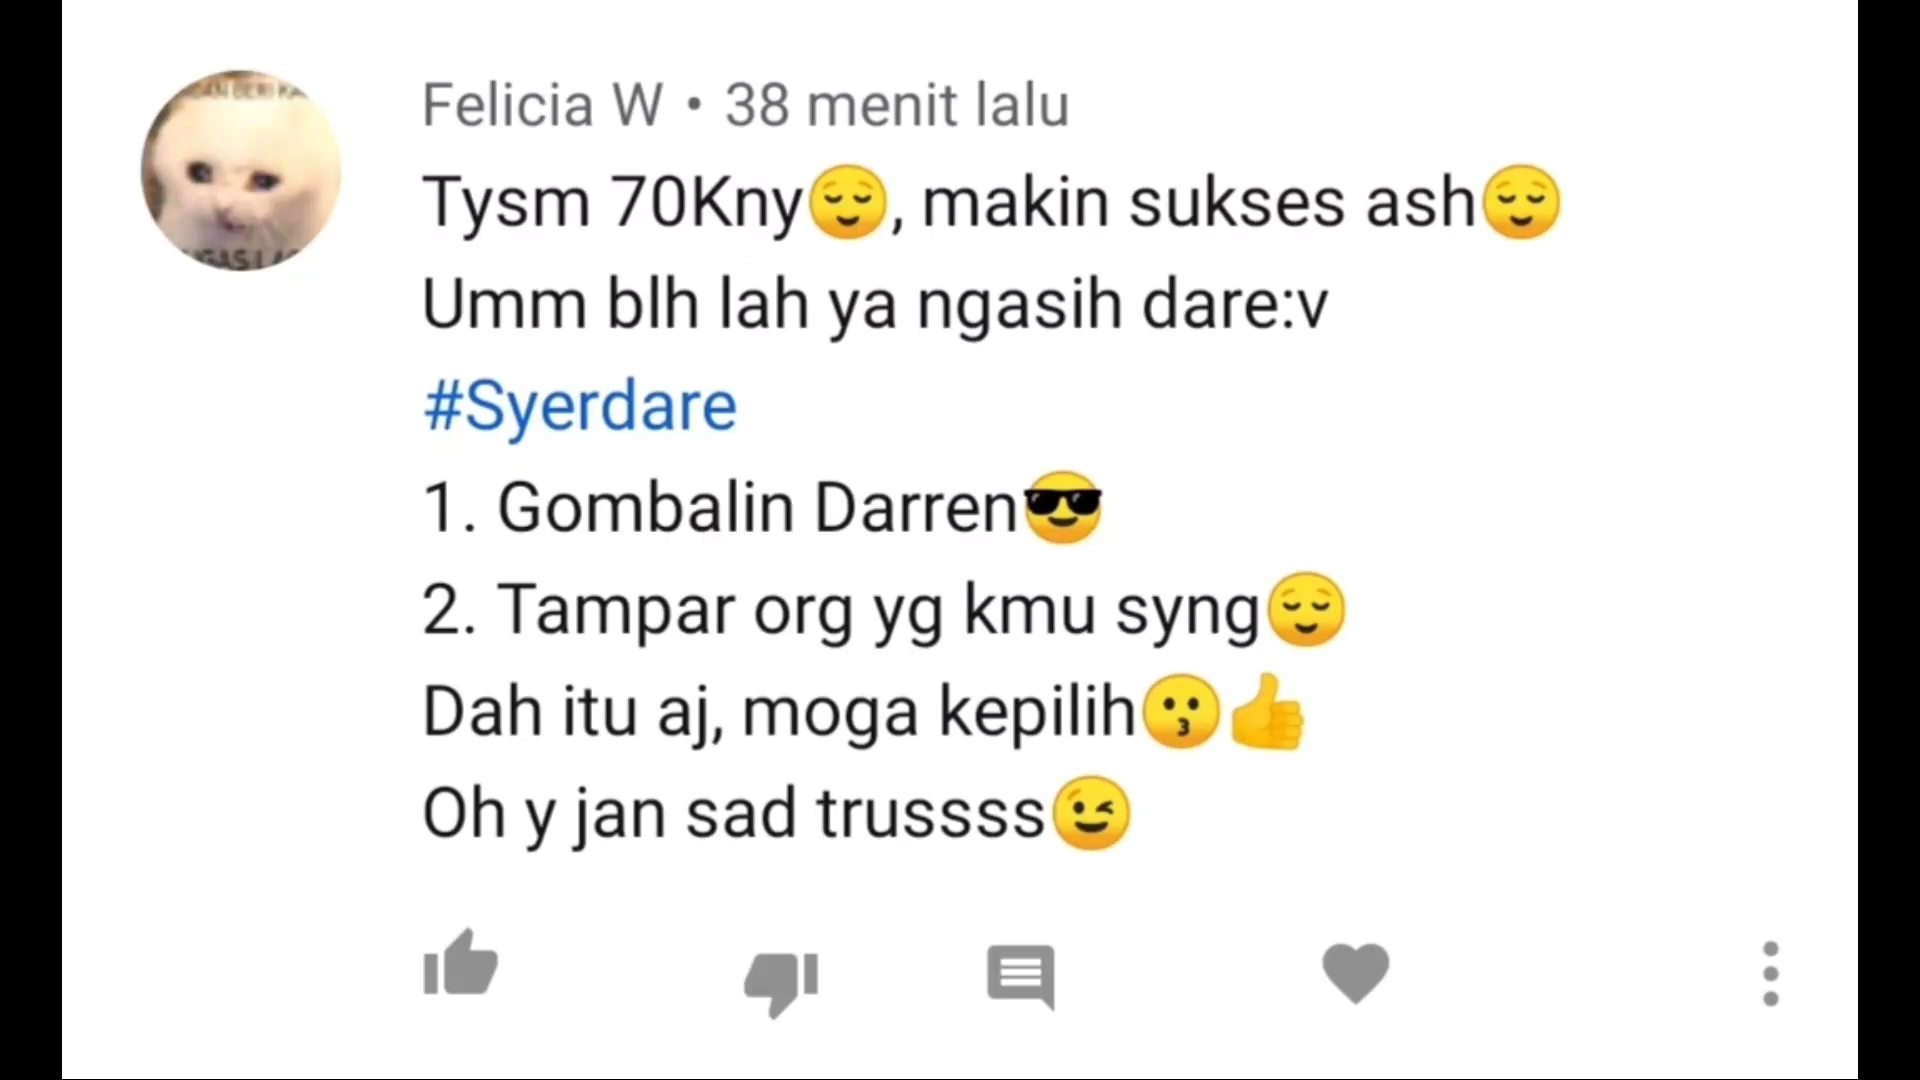 Felicia W • 38 menit lalu
Tysm 70Kny😌, makin sukses ash😌
Umm blh lah ya ngasih dare:v
#Syerdare
1. Gombalin Darren😎
2. Tampar org yg kmu syng😌
Dah itu aj, moga kepilih😗👍
Oh y jan sad trussss😉